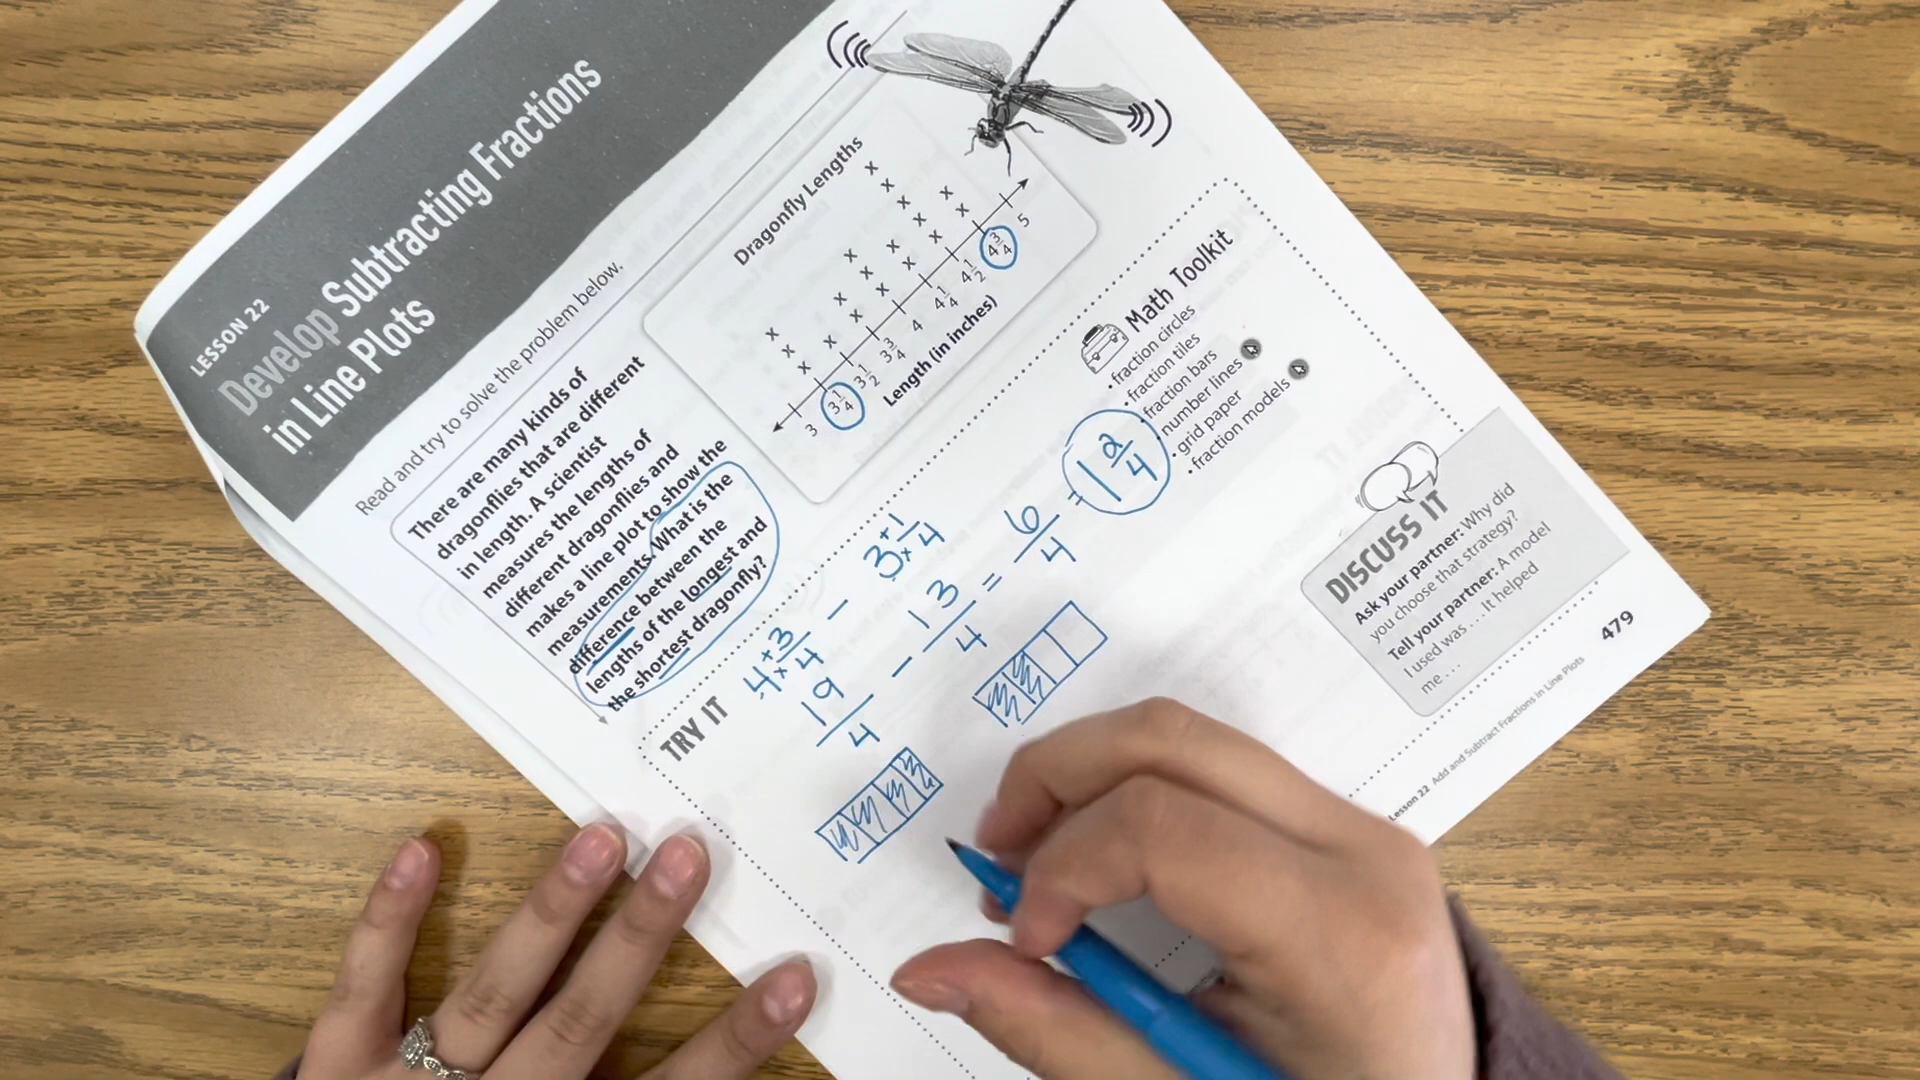 LESSON 22
Develop Subtracting Fractions
in Line Plots
Read and try to solve the problem below.
There are many kinds of
dragonflies that are different
in length. A scientist
measures the lengths of
different dragonflies and
makes a line plot to show the
measurements. What is the
difference between the
lengths of the longest and
the shortest dragonfly?
Dragonfly Lengths
3 3 1/4 3 1/2 3 3/4 4 4 1/4 4 1/2 4 3/4 5
Length (in inches)
TRY IT
4 +× 3/4 - 3 +× 1/4
19/4 - 13/4 = 6/4 = 1 2/4
Math Toolkit
• fraction circles
• fraction tiles
• fraction bars
• number lines
• grid paper
• fraction models
DISCUSS IT
Ask your partner: Why did
you choose that strategy?
Tell your partner: A model
I used was . . . It helped
me . . .
Lesson 22 Add and Subtract Fractions in Line Plots
479